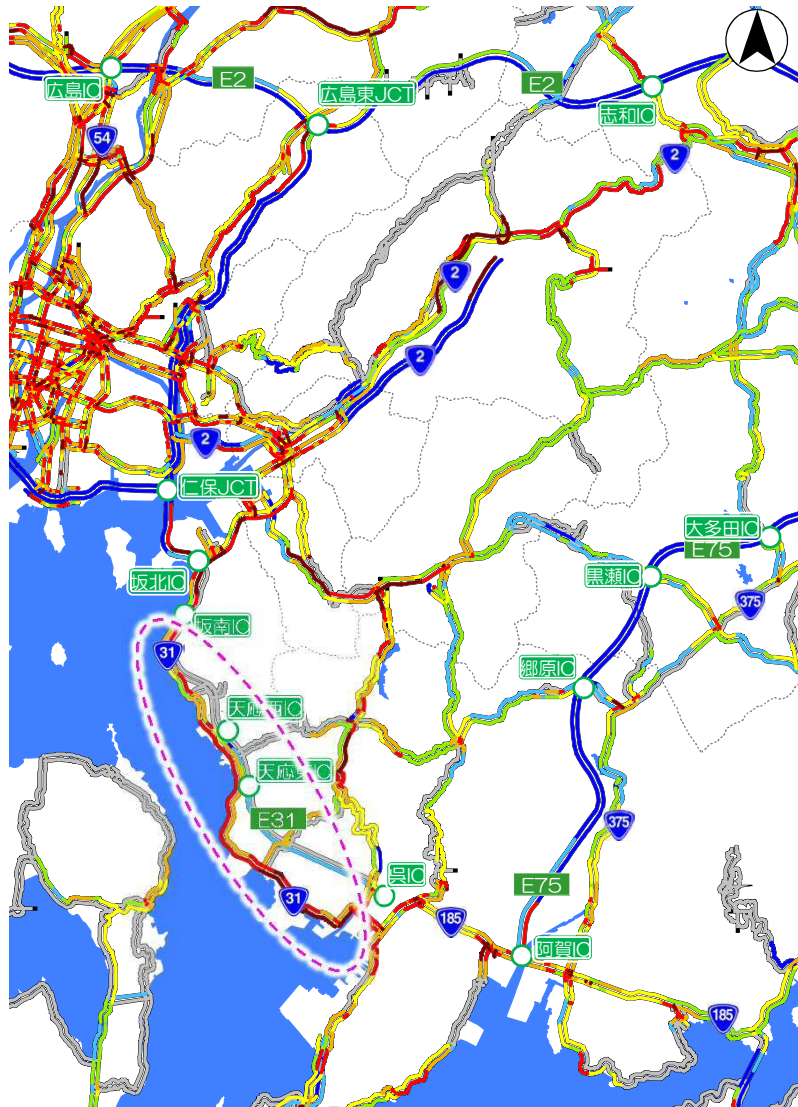 広島IC
E2
広島東JCT
E2
志和IC
54
2
2
2
2
仁保JCT
大多田IC
E75
坂北IC
黒瀬IC
375
坂南IC
31
郷原IC
天応西IC
天応東IC
E31
375
呉IC
E75
31
185
阿賀IC
185